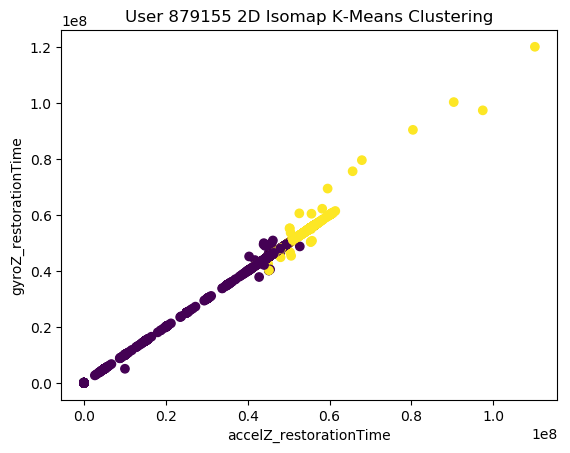 User 879155 2D Isomap K-Means Clustering
1e8
1.2
1.0
0.8
0.6
0.4
0.2
0.0
gyroZ_restorationTime
0.0 0.2 0.4 0.6 0.8 1.0
accelZ_restorationTime
1e8